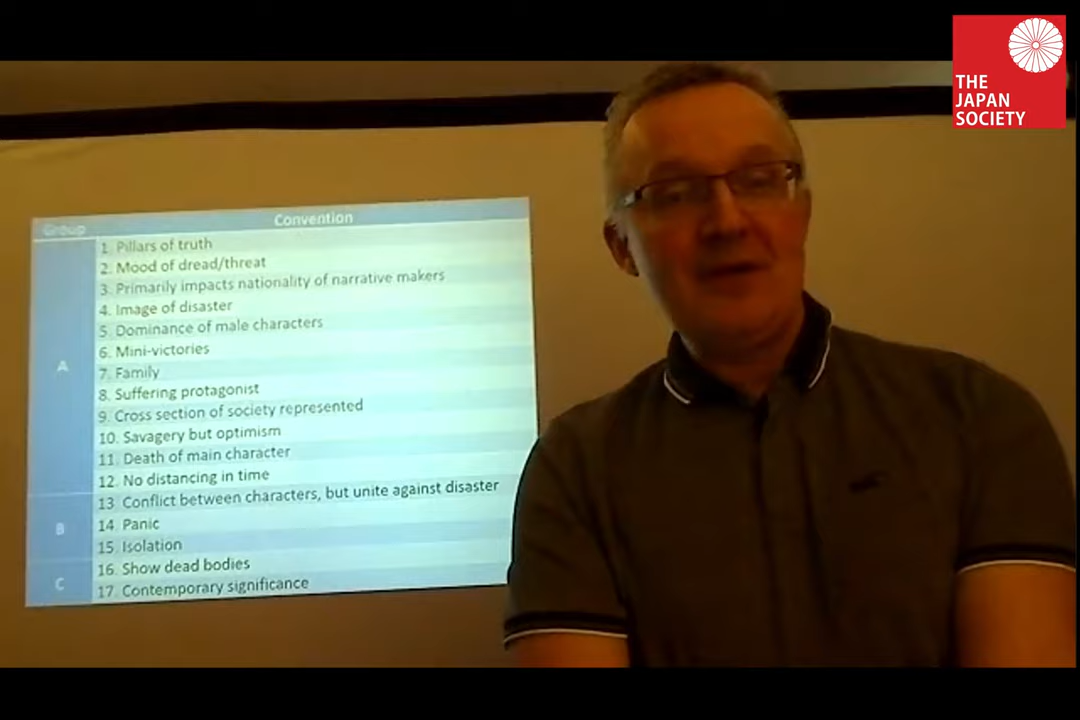 THE
JAPAN
SOCIETY
Group Convention
A
1. Pillars of truth
2. Mood of dread/threat
3. Primarily impacts nationality of narrative makers
4. Image of disaster
5. Dominance of male characters
6. Mini-victories
7. Family
8. Suffering protagonist
9. Cross section of society represented
10. Savagery but optimism
11. Death of main character
12. No distancing in time
B
13. Conflict between characters, but unite against disaster
14. Panic
15. Isolation
C
16. Show dead bodies
17. Contemporary significance